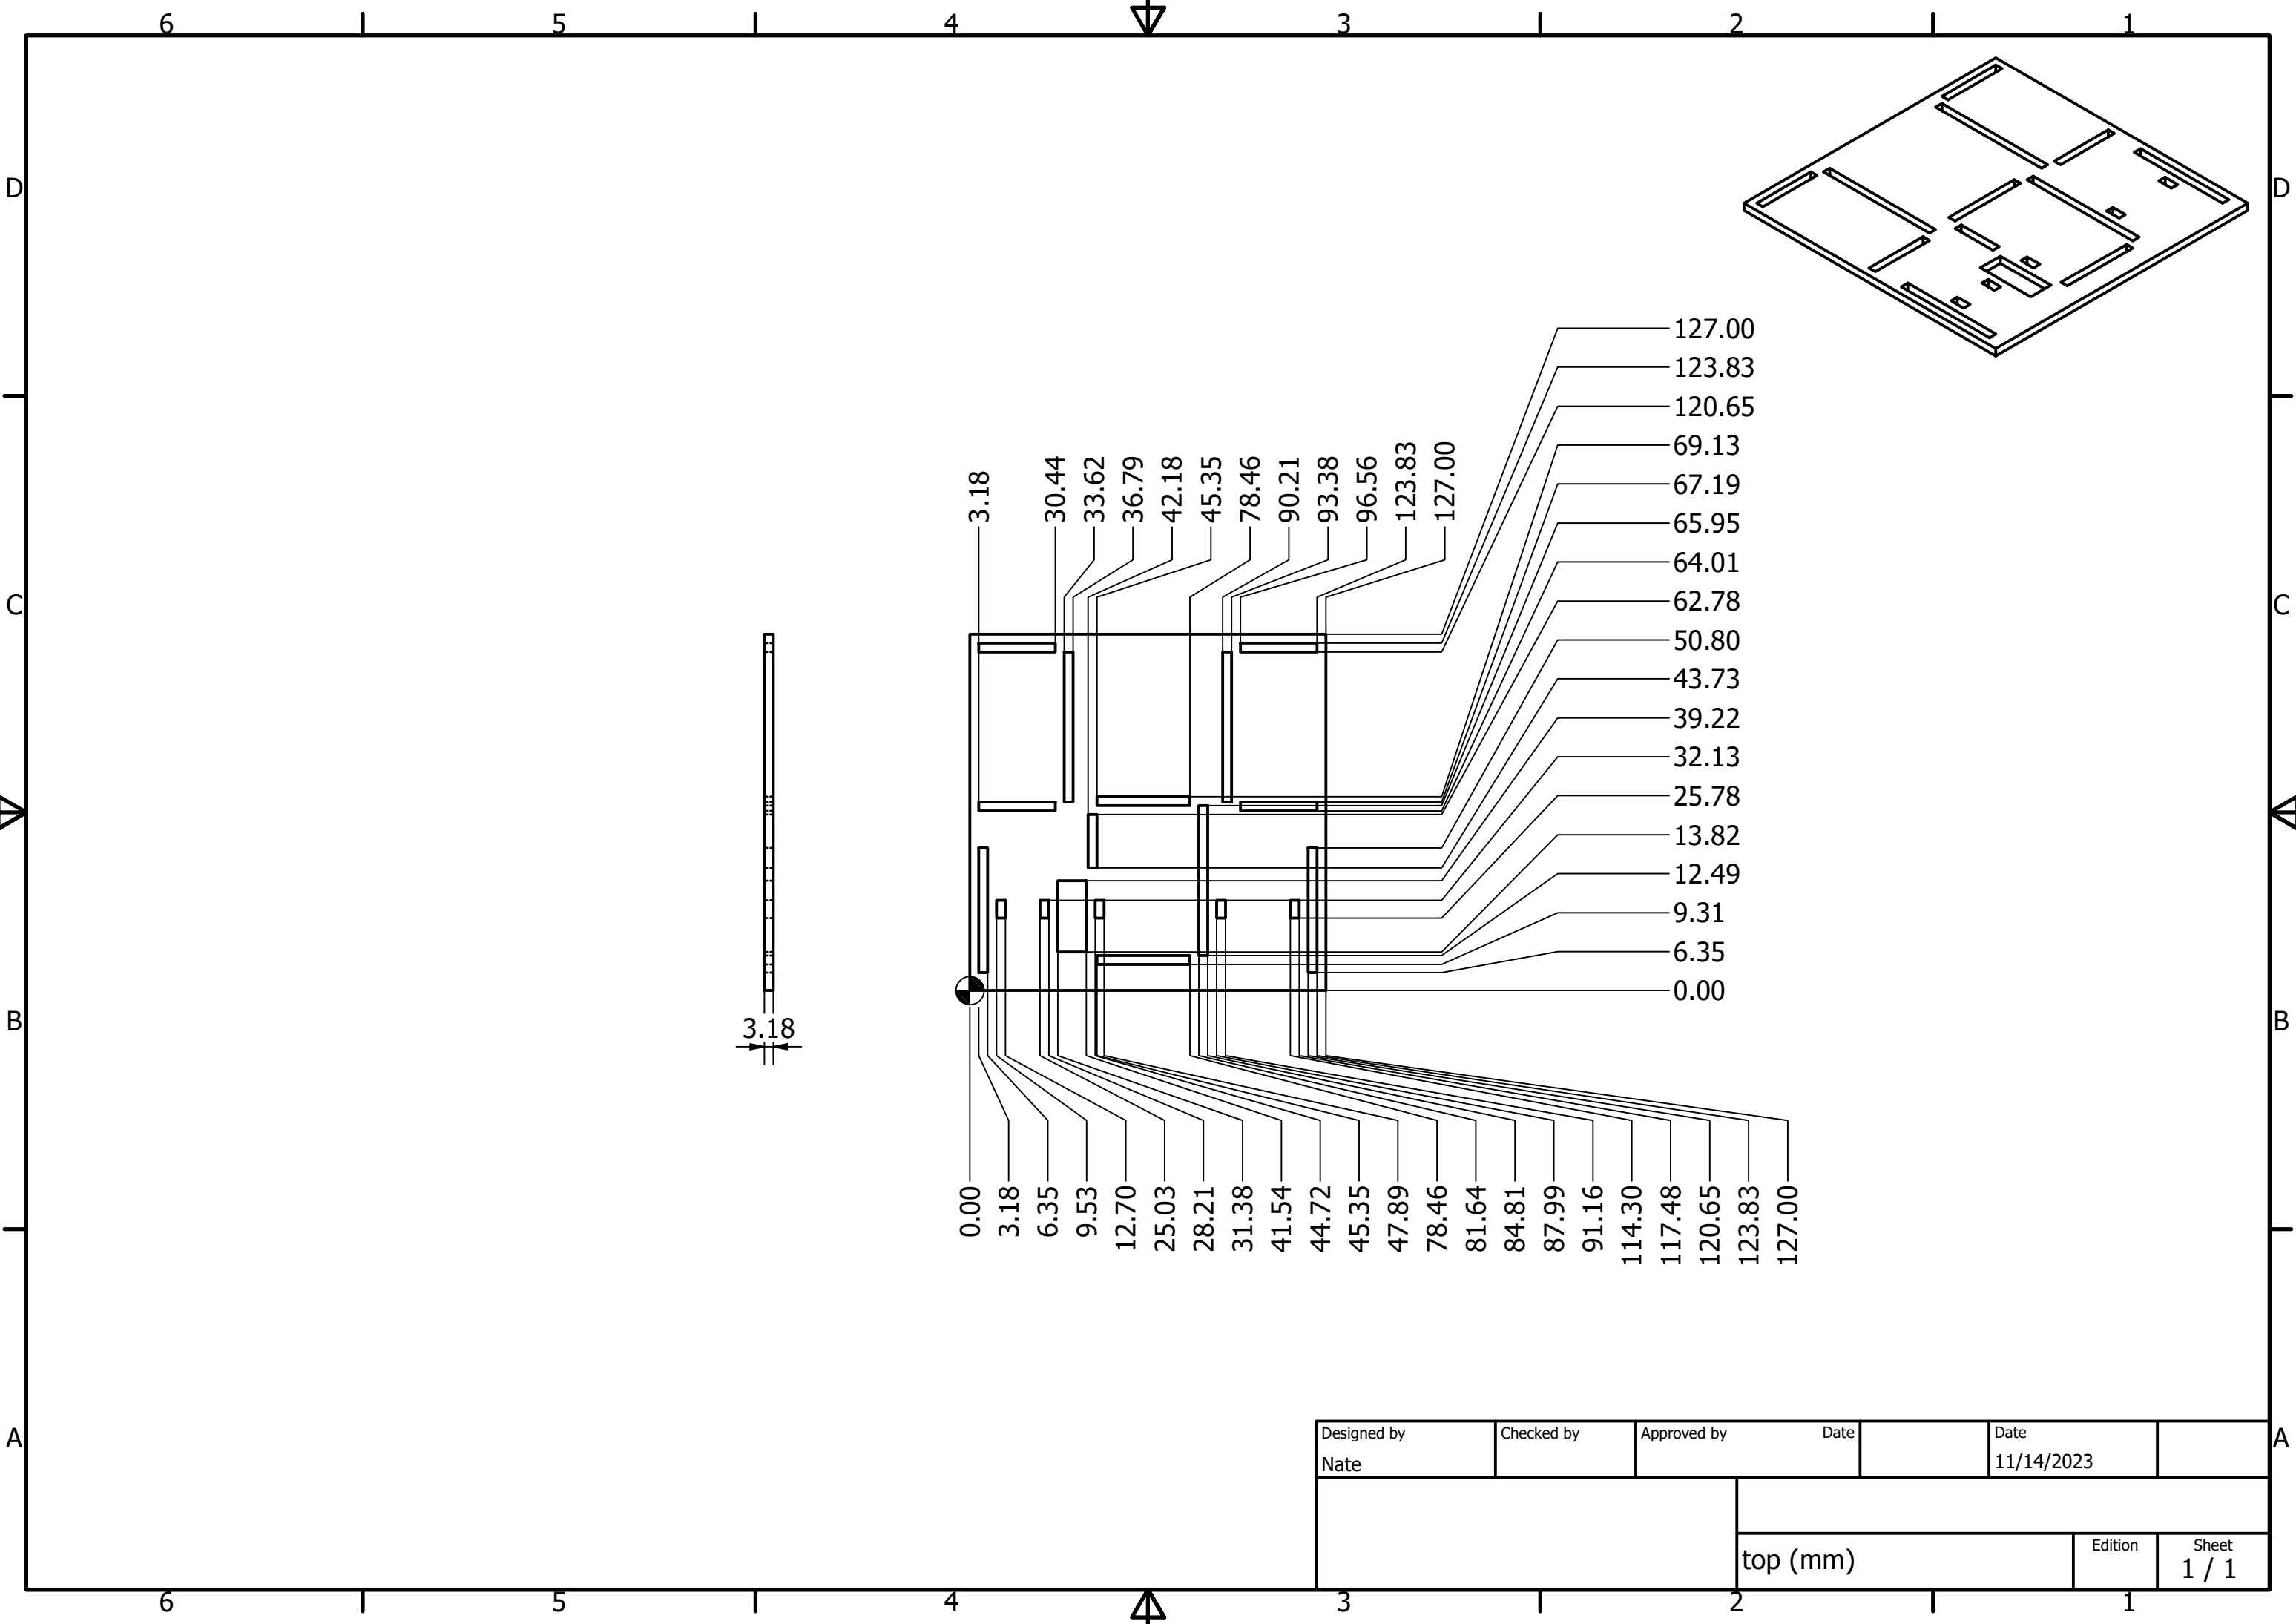 6 5 4 3 2 1
D D
127.00
123.83
120.65
69.13
67.19
65.95
64.01
62.78
50.80
43.73
39.22
32.13
25.78
13.82
12.49
9.31
6.35
0.00
3.18 30.44 33.62 36.79 42.18 45.35 78.46 90.21 93.38 96.56 123.83 127.00
C C
B B
3.18
0.00 3.18 6.35 9.53 12.70 25.03 28.21 31.38 41.54 44.72 45.35 47.89 78.46 81.64 84.81 87.99 91.16 114.30 117.48 120.65 123.83 127.00
A A
Designed by Checked by Approved by Date Date
Nate 11/14/2023
top (mm) Edition Sheet
1 / 1
6 5 4 3 2 1